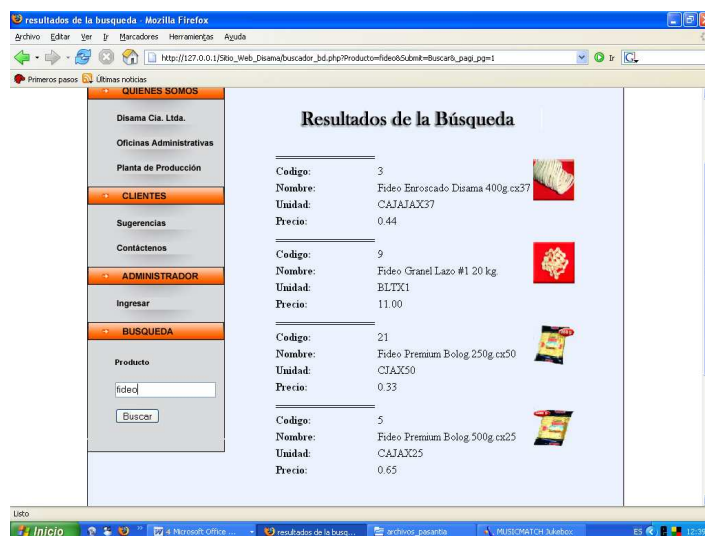 resultados de la busqueda - Mozilla Firefox
Archivo Editar Ver Ir Marcadores Herramientas Ayuda
http://127.0.0.1/Sitio_Web_Disama/buscador_bd.php?Producto=fideo&Submit=Buscar&_pagi_pg=1
Ir
Primeros pasos
Últimas noticias
QUIENES SOMOS
Disama Cia. Ltda.
Oficinas Administrativas
Planta de Producción
CLIENTES
Sugerencias
Contáctenos
ADMINISTRADOR
Ingresar
BUSQUEDA
Producto
fideo
Buscar
Resultados de la Búsqueda
Codigo: 3
Nombre: Fideo Enroscado Disama 400g.cx37
Unidad: CAJAJAX37
Precio: 0.44
Codigo: 9
Nombre: Fideo Granel Lazo #1 20 kg.
Unidad: BLTX1
Precio: 11.00
Codigo: 21
Nombre: Fideo Premium Bolog.250g.cx50
Unidad: CJAX50
Precio: 0.33
Codigo: 5
Nombre: Fideo Premium Bolog.500g.cx25
Unidad: CAJAX25
Precio: 0.65
Listo
Inicio
4 Microsoft Office ...
resultados de la busq...
archivos_pasantia
MUSICMATCH Jukebox
ES
12:39